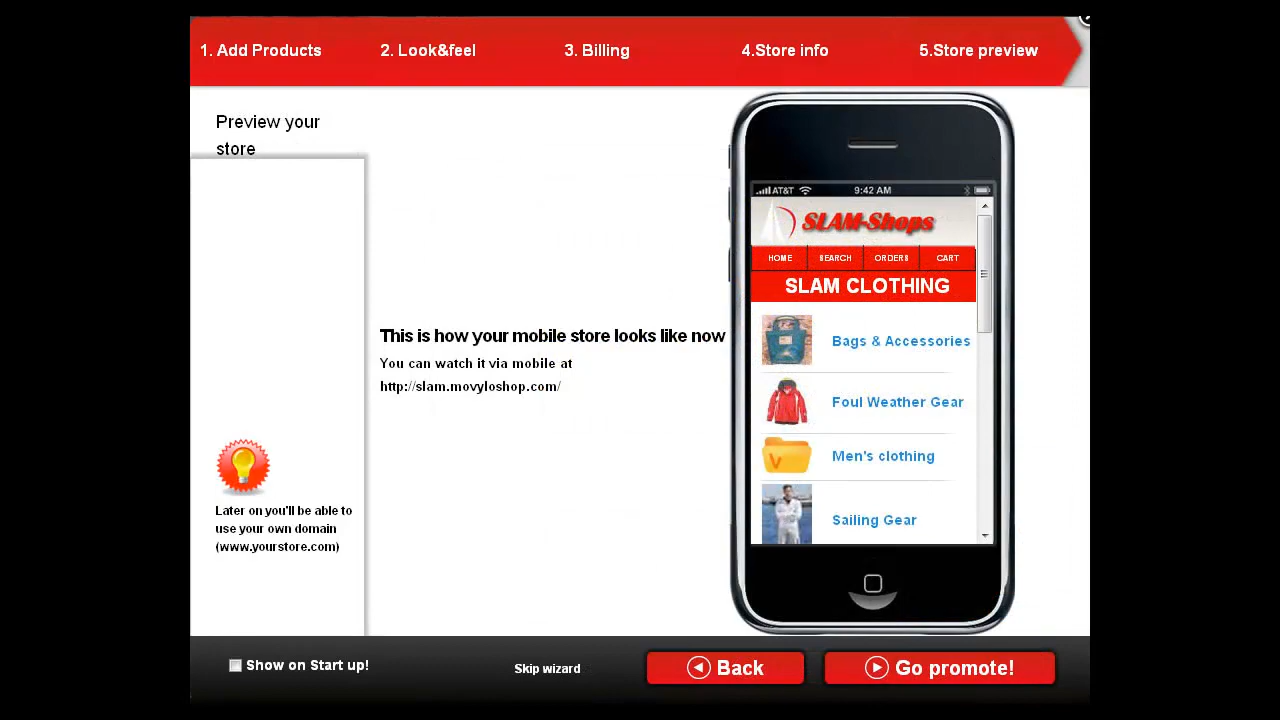 1. Add Products
2. Look&feel
3. Billing
4.Store info
5.Store preview
Preview your
store
This is how your mobile store looks like now
You can watch it via mobile at
http://slam.movyloshop.com/
Later on you'll be able to
use your own domain
(www.yourstore.com)
AT&T
9:42 AM
SLAM-Shops
HOME
SEARCH
ORDERS
CART
SLAM CLOTHING
Bags & Accessories
Foul Weather Gear
Men's clothing
Sailing Gear
Show on Start up!
Skip wizard
Back
Go promote!